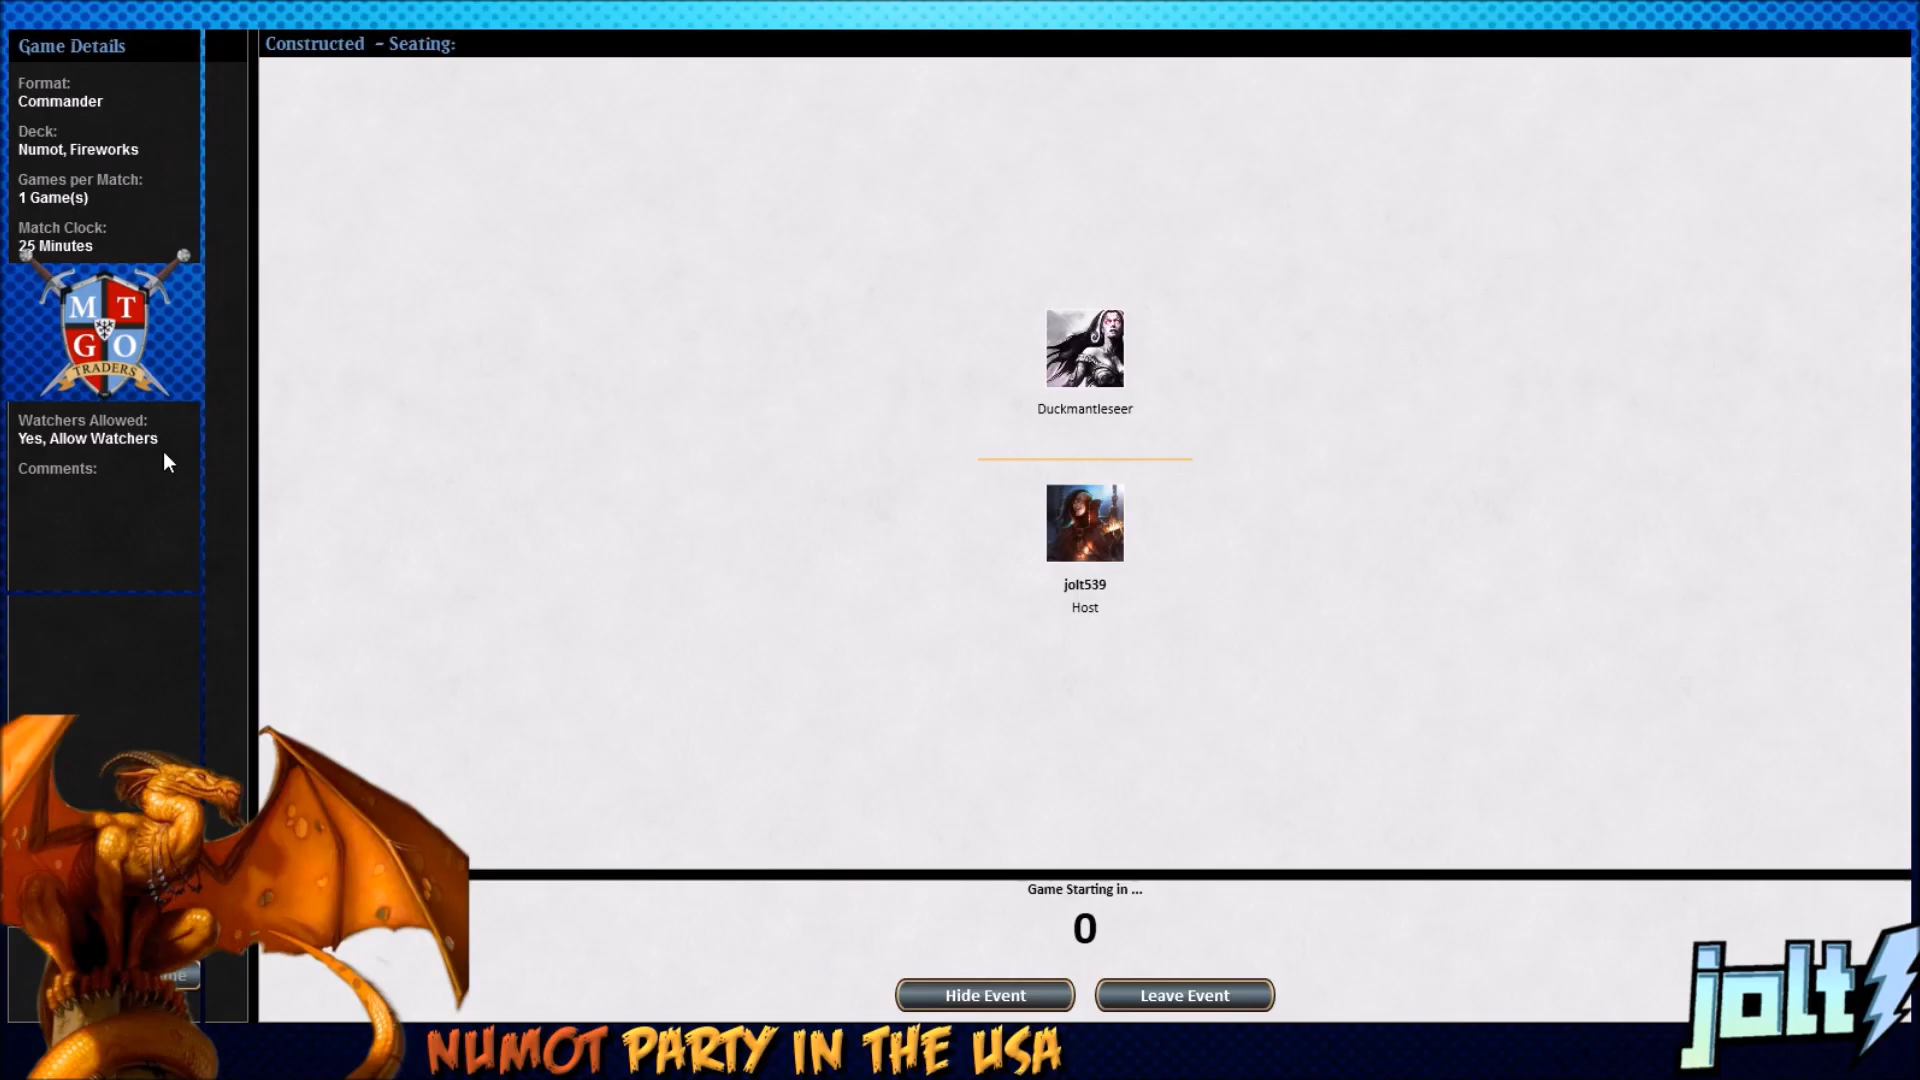 Game Details
Format:
Commander
Deck:
Numot, Fireworks
Games per Match:
1 Game(s)
Match Clock:
25 Minutes
M T
G O
TRADERS
Watchers Allowed:
Yes, Allow Watchers
Comments:
Constructed - Seating:
Duckmantleseer
jolt539
Host
Game Starting in ...
0
Hide Event
Leave Event
NUMOT PARTY IN THE USA
jolt